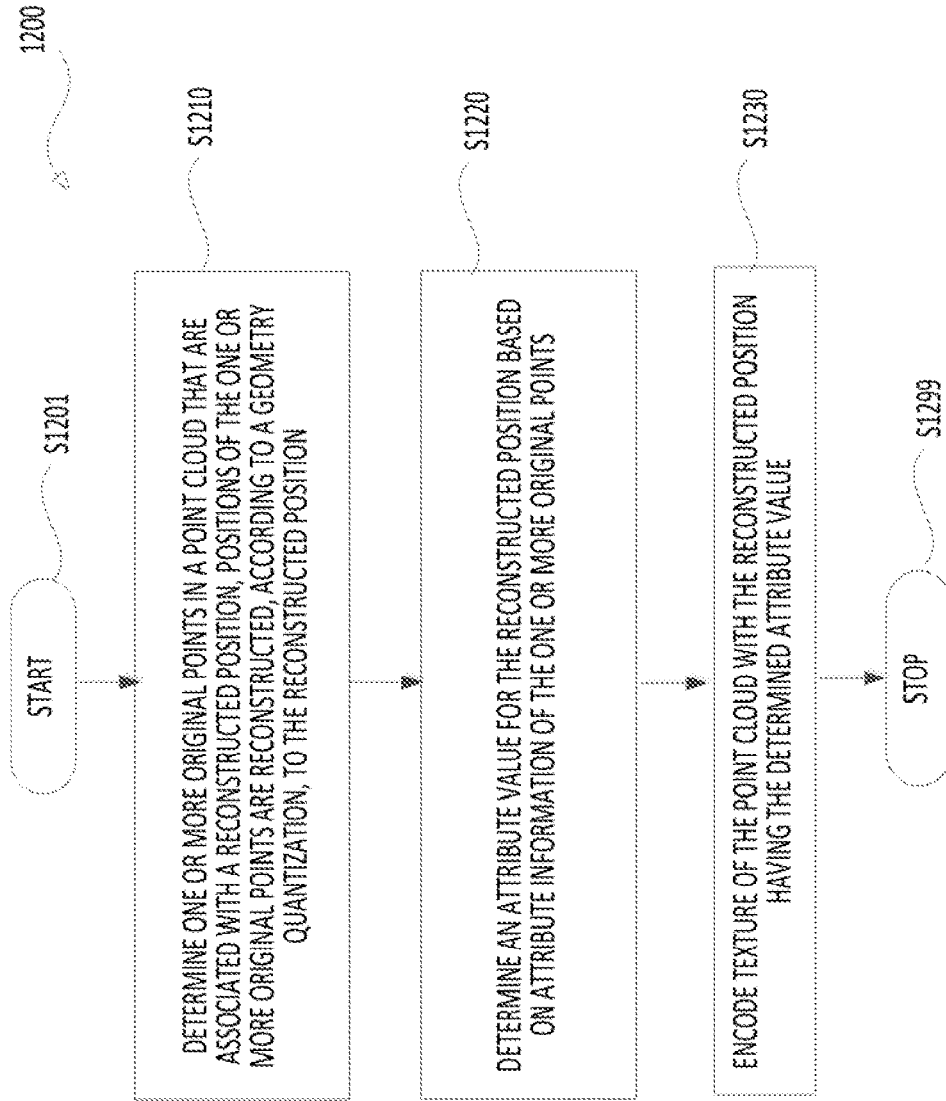 1200
START
S1201
DETERMINE ONE OR MORE ORIGINAL POINTS IN A POINT CLOUD THAT ARE
ASSOCIATED WITH A RECONSTRUCTED POSITION, POSITIONS OF THE ONE OR
MORE ORIGINAL POINTS ARE RECONSTRUCTED, ACCORDING TO A GEOMETRY
QUANTIZATION, TO THE RECONSTRUCTED POSITION
S1210
DETERMINE AN ATTRIBUTE VALUE FOR THE RECONSTRUCTED POSITION BASED
ON ATTRIBUTE INFORMATION OF THE ONE OR MORE ORIGINAL POINTS
S1220
ENCODE TEXTURE OF THE POINT CLOUD WITH THE RECONSTRUCTED POSITION
HAVING THE DETERMINED ATTRIBUTE VALUE
S1230
STOP
S1299